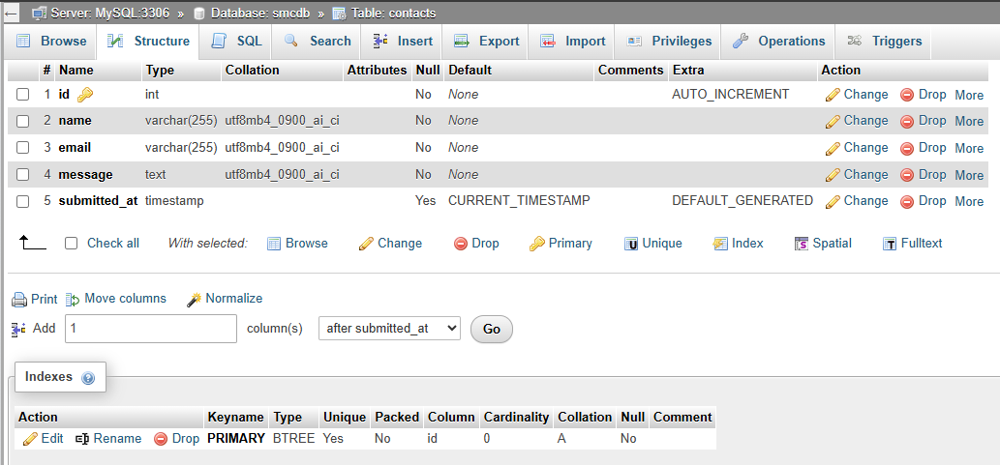 Server: MySQL:3306 » Database: smcdb » Table: contacts
Browse Structure SQL Search Insert Export Import Privileges Operations Triggers
# Name Type Collation Attributes Null Default Comments Extra Action
1 id int No None AUTO_INCREMENT Change Drop More
2 name varchar(255) utf8mb4_0900_ai_ci No None Change Drop More
3 email varchar(255) utf8mb4_0900_ai_ci No None Change Drop More
4 message text utf8mb4_0900_ai_ci No None Change Drop More
5 submitted_at timestamp Yes CURRENT_TIMESTAMP DEFAULT_GENERATED Change Drop More
Check all With selected: Browse Change Drop Primary Unique Index Spatial Fulltext
Print Move columns Normalize
Add 1 column(s) after submitted_at Go
Indexes
Action Keyname Type Unique Packed Column Cardinality Collation Null Comment
Edit Rename Drop PRIMARY BTREE Yes No id 0 A No